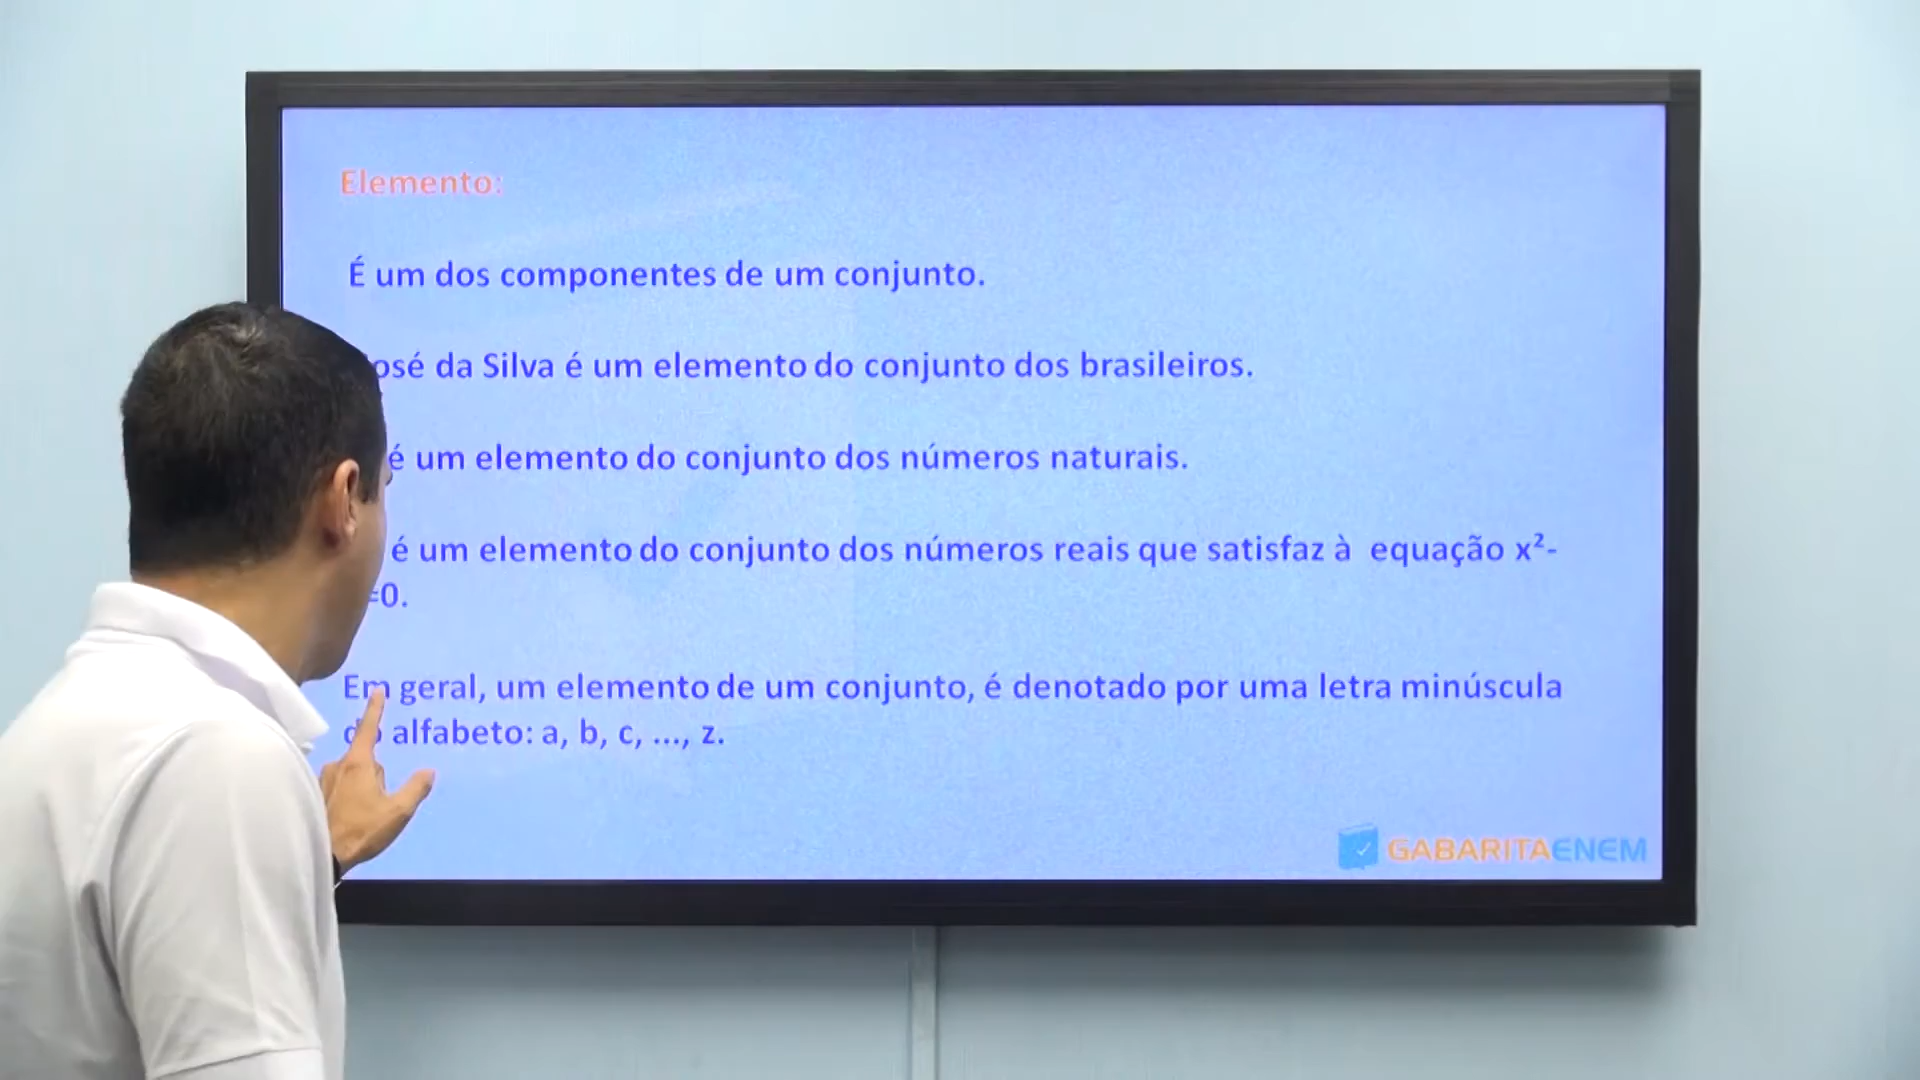 Elemento:
É um dos componentes de um conjunto.
da Silva é um elemento do conjunto dos brasileiros.
é um elemento do conjunto dos números naturais.
é um elemento do conjunto dos números reais que satisfaz à equação x²-
=0.
Em geral, um elemento de um conjunto, é denotado por uma letra minúscula
do alfabeto: a, b, c, ..., z.
GABARITAENEM